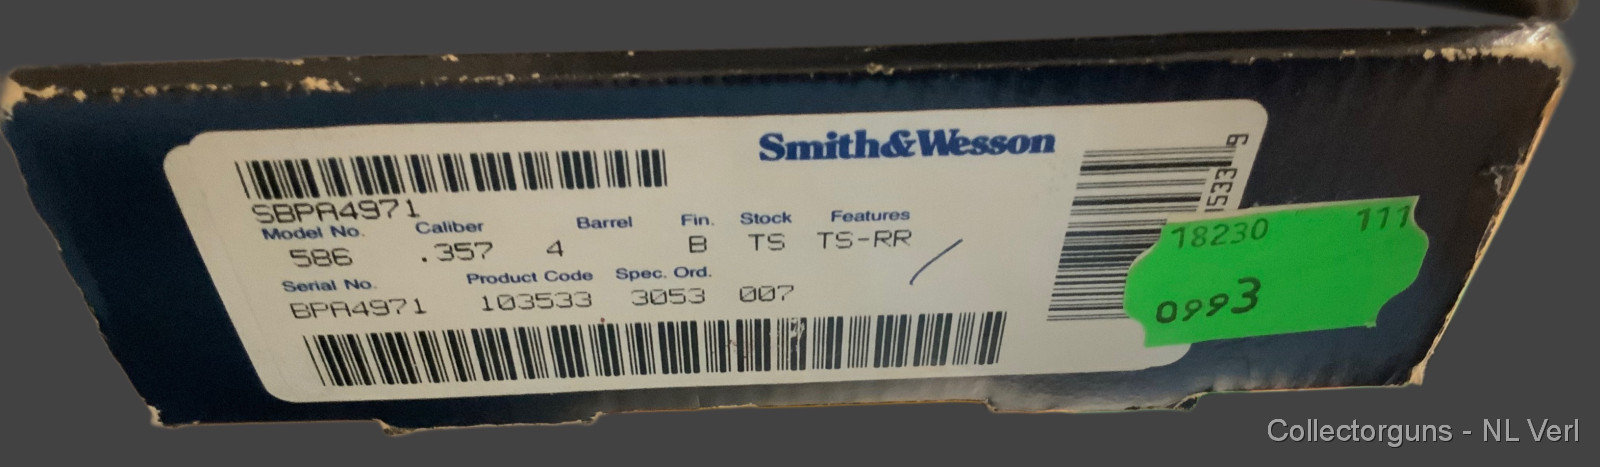 Smith&Wesson
SBPA4971
Model No. Caliber Barrel Fin. Stock Features
586 .357 4 B TS TS-RR
Serial No. Product Code Spec. Ord.
BPA4971 103533 3053 007
15339
18230 111
0993
Collectorguns - NL Verl